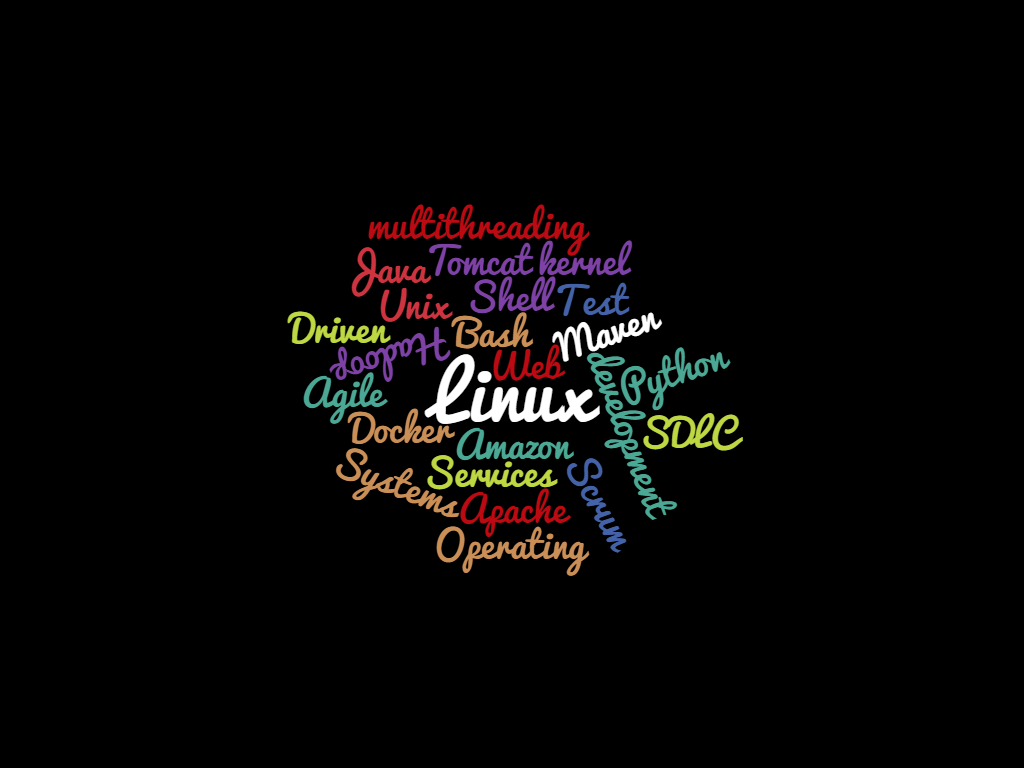 multithreading
Java
Tomcat
kernel
Unix
Shell
Test
Driven
Hadoop
Bash
Maven
Web
Python
Agile
Linux
development
Docker
Amazon
SDLC
Systems
Services
Scrum
Apache
Operating